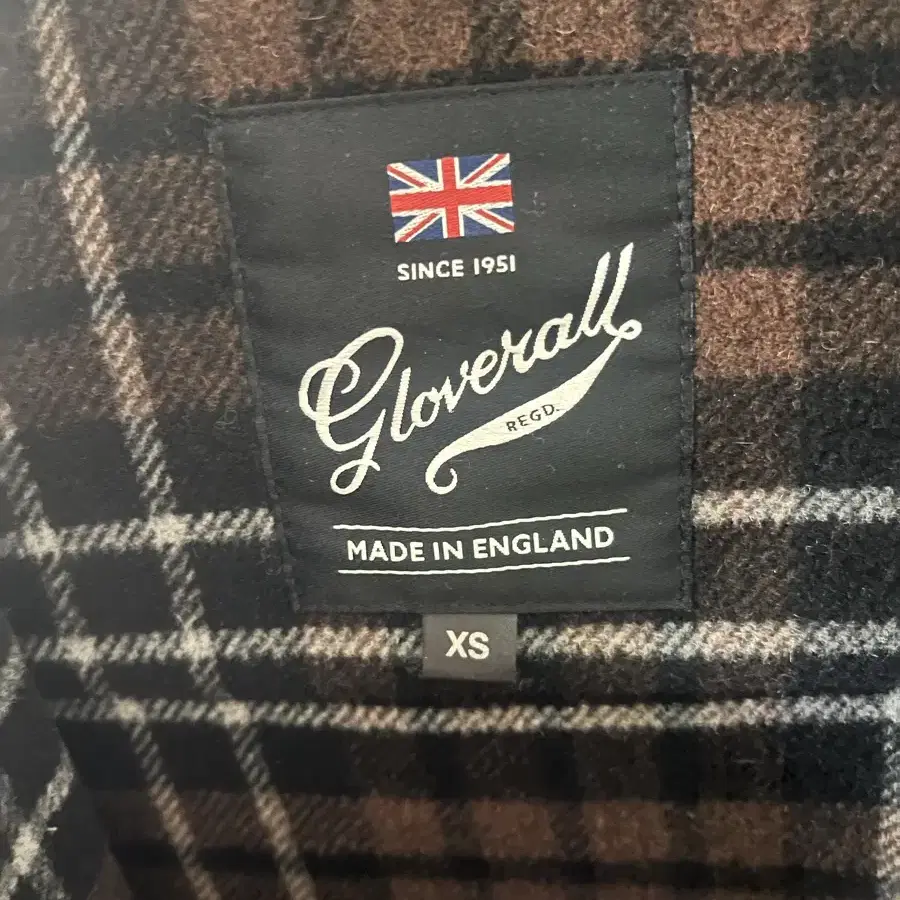 SINCE 1951
Gloverall
REGD.
MADE IN ENGLAND
XS